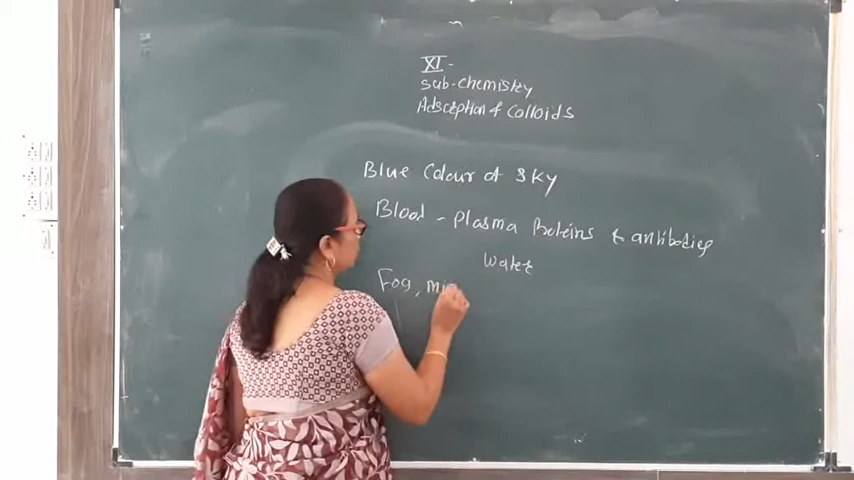 XI-
Sub-Chemistry
Adsorption of Colloids
Blue Colour of Sky
Blood - Plasma Proteins & antibodies
Water
Fog, mi